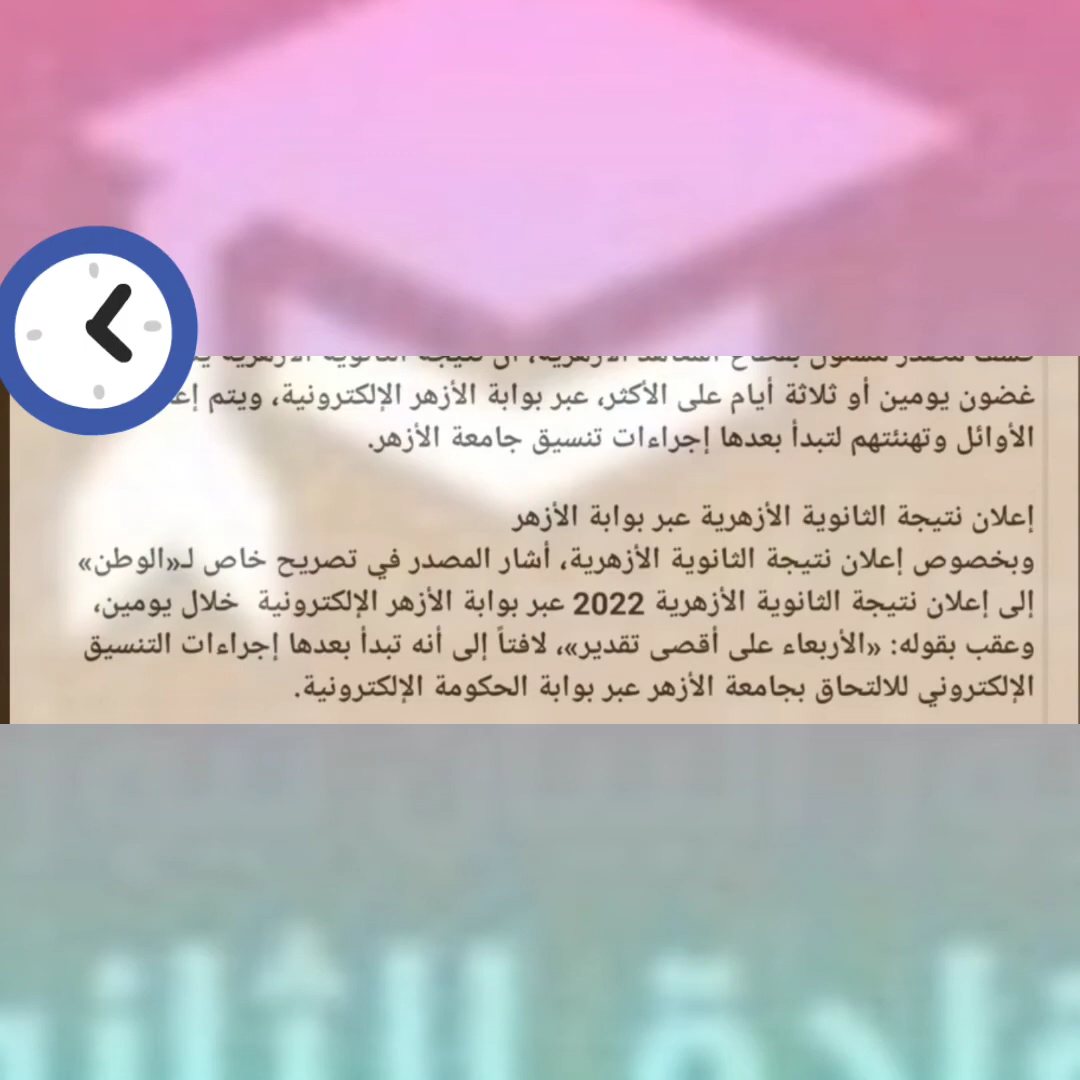 غضون يومين أو ثلاثة أيام على الأكثر، عبر بوابة الأزهر الإلكترونية، ويتم
الأوائل وتهنئتهم لتبدأ بعدها إجراءات تنسيق جامعة الأزهر.
إعلان نتيجة الثانوية الأزهرية عبر بوابة الأزهر
وبخصوص إعلان نتيجة الثانوية الأزهرية، أشار المصدر في تصريح خاص لـ«الوطن»
إلى إعلان نتيجة الثانوية الأزهرية 2022 عبر بوابة الأزهر الإلكترونية خلال يومين،
وعقب بقوله: «الأربعاء على أقصى تقدير»، لافتاً إلى أنه تبدأ بعدها إجراءات التنسيق
الإلكتروني للالتحاق بجامعة الأزهر عبر بوابة الحكومة الإلكترونية.